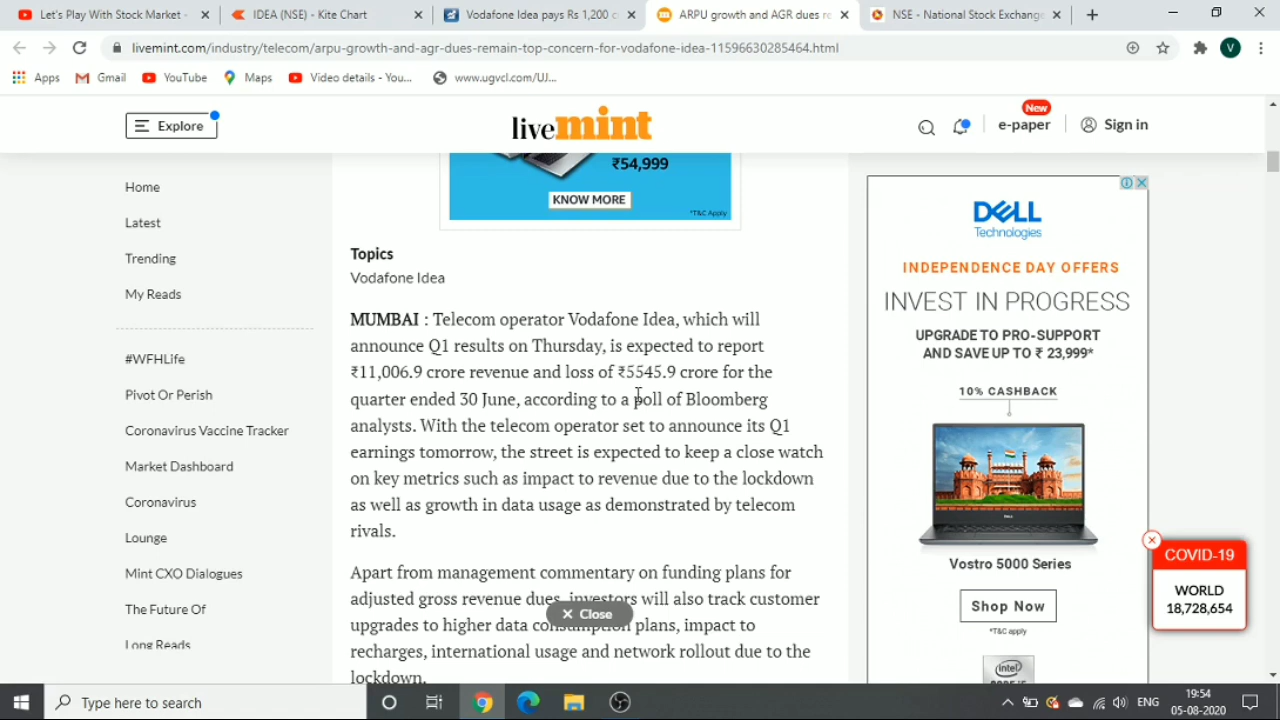 Let's Play With Stock Market -
IDEA (NSE) - Kite Chart
Vodafone Idea pays Rs 1,200 c
ARPU growth and AGR dues re
NSE - National Stock Exchange
livemint.com/industry/telecom/arpu-growth-and-agr-dues-remain-top-concern-for-vodafone-idea-11596630285464.html
V
Apps
Gmail
YouTube
Maps
Video details - You...
www.ugvcl.com/UJ...
Explore
livemint
New
e-paper
Sign in
₹54,999
KNOW MORE
*T&C Apply
Home
Latest
Trending
My Reads
#WFHLife
Pivot Or Perish
Coronavirus Vaccine Tracker
Market Dashboard
Coronavirus
Lounge
Mint CXO Dialogues
The Future Of
Long Reads
Topics
Vodafone Idea
MUMBAI : Telecom operator Vodafone Idea, which will
announce Q1 results on Thursday, is expected to report
₹11,006.9 crore revenue and loss of ₹5545.9 crore for the
quarter ended 30 June, according to a poll of Bloomberg
analysts. With the telecom operator set to announce its Q1
earnings tomorrow, the street is expected to keep a close watch
on key metrics such as impact to revenue due to the lockdown
as well as growth in data usage as demonstrated by telecom
rivals.
Apart from management commentary on funding plans for
adjusted gross revenue dues, investors will also track customer
upgrades to higher data consumption plans, impact to
recharges, international usage and network rollout due to the
lockdown.
Close
DELL
Technologies
INDEPENDENCE DAY OFFERS
INVEST IN PROGRESS
UPGRADE TO PRO-SUPPORT
AND SAVE UP TO ₹ 23,999*
10% CASHBACK
Vostro 5000 Series
Shop Now
*T&C apply
intel
COVID-19
WORLD
18,728,654
Type here to search
ENG
19:54
05-08-2020